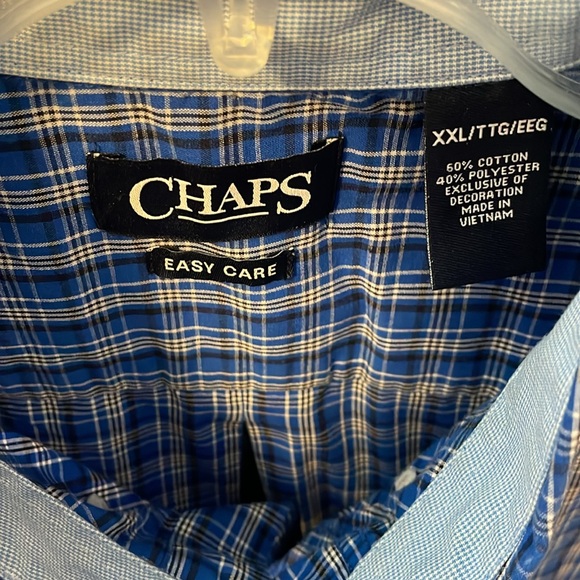 CHAPS
EASY CARE
XXL/TTG/EEG
60% COTTON
40% POLYESTER
EXCLUSIVE OF
DECORATION
MADE IN
VIETNAM